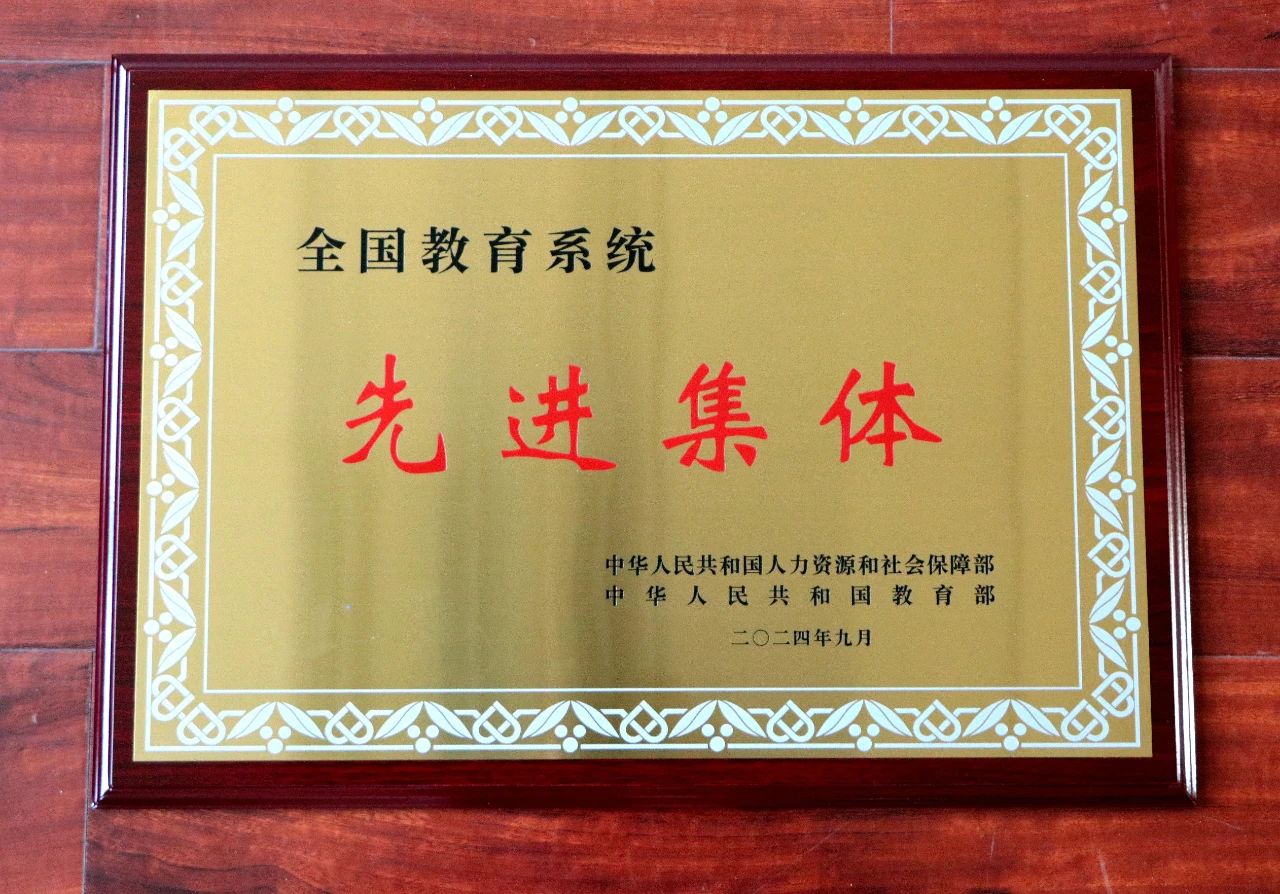 全国教育系统
先进集体
中华人民共和国人力资源和社会保障部
中华人民共和国教育部
二〇二四年九月